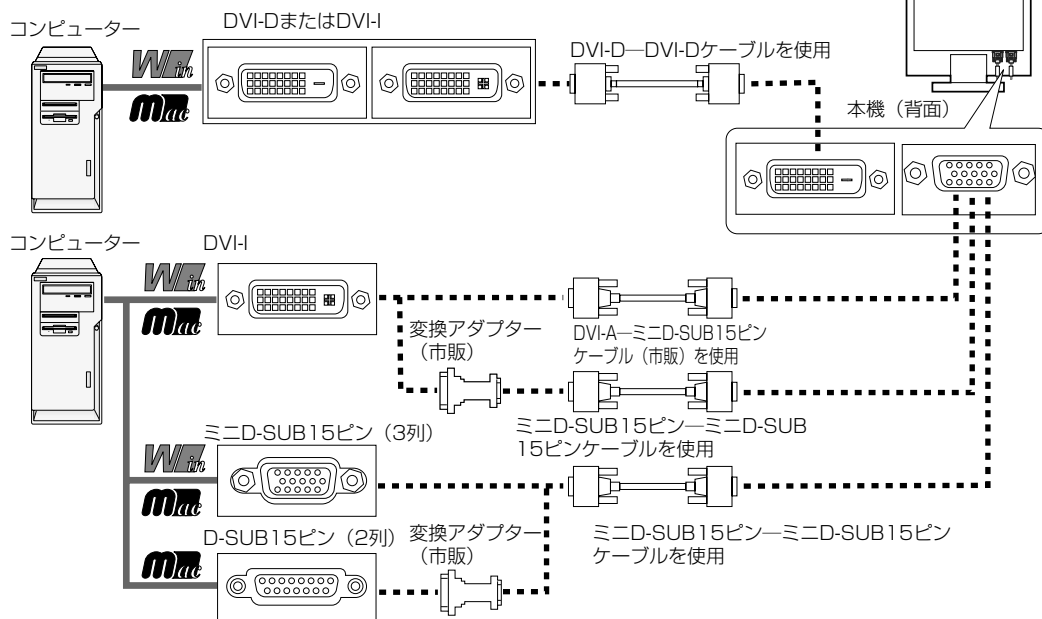 コンピューター
DVI-DまたはDVI-I
Win
Mac
DVI-D―DVI-Dケーブルを使用
本機（背面）
コンピューター
DVI-I
Win
Mac
変換アダプター
（市販）
DVI-A―ミニD-SUB15ピン
ケーブル（市販）を使用
ミニD-SUB15ピン―ミニD-SUB
15ピンケーブルを使用
ミニD-SUB15ピン（3列）
Win
Mac
D-SUB15ピン（2列）
Mac
変換アダプター
（市販）
ミニD-SUB15ピン―ミニD-SUB15ピン
ケーブルを使用